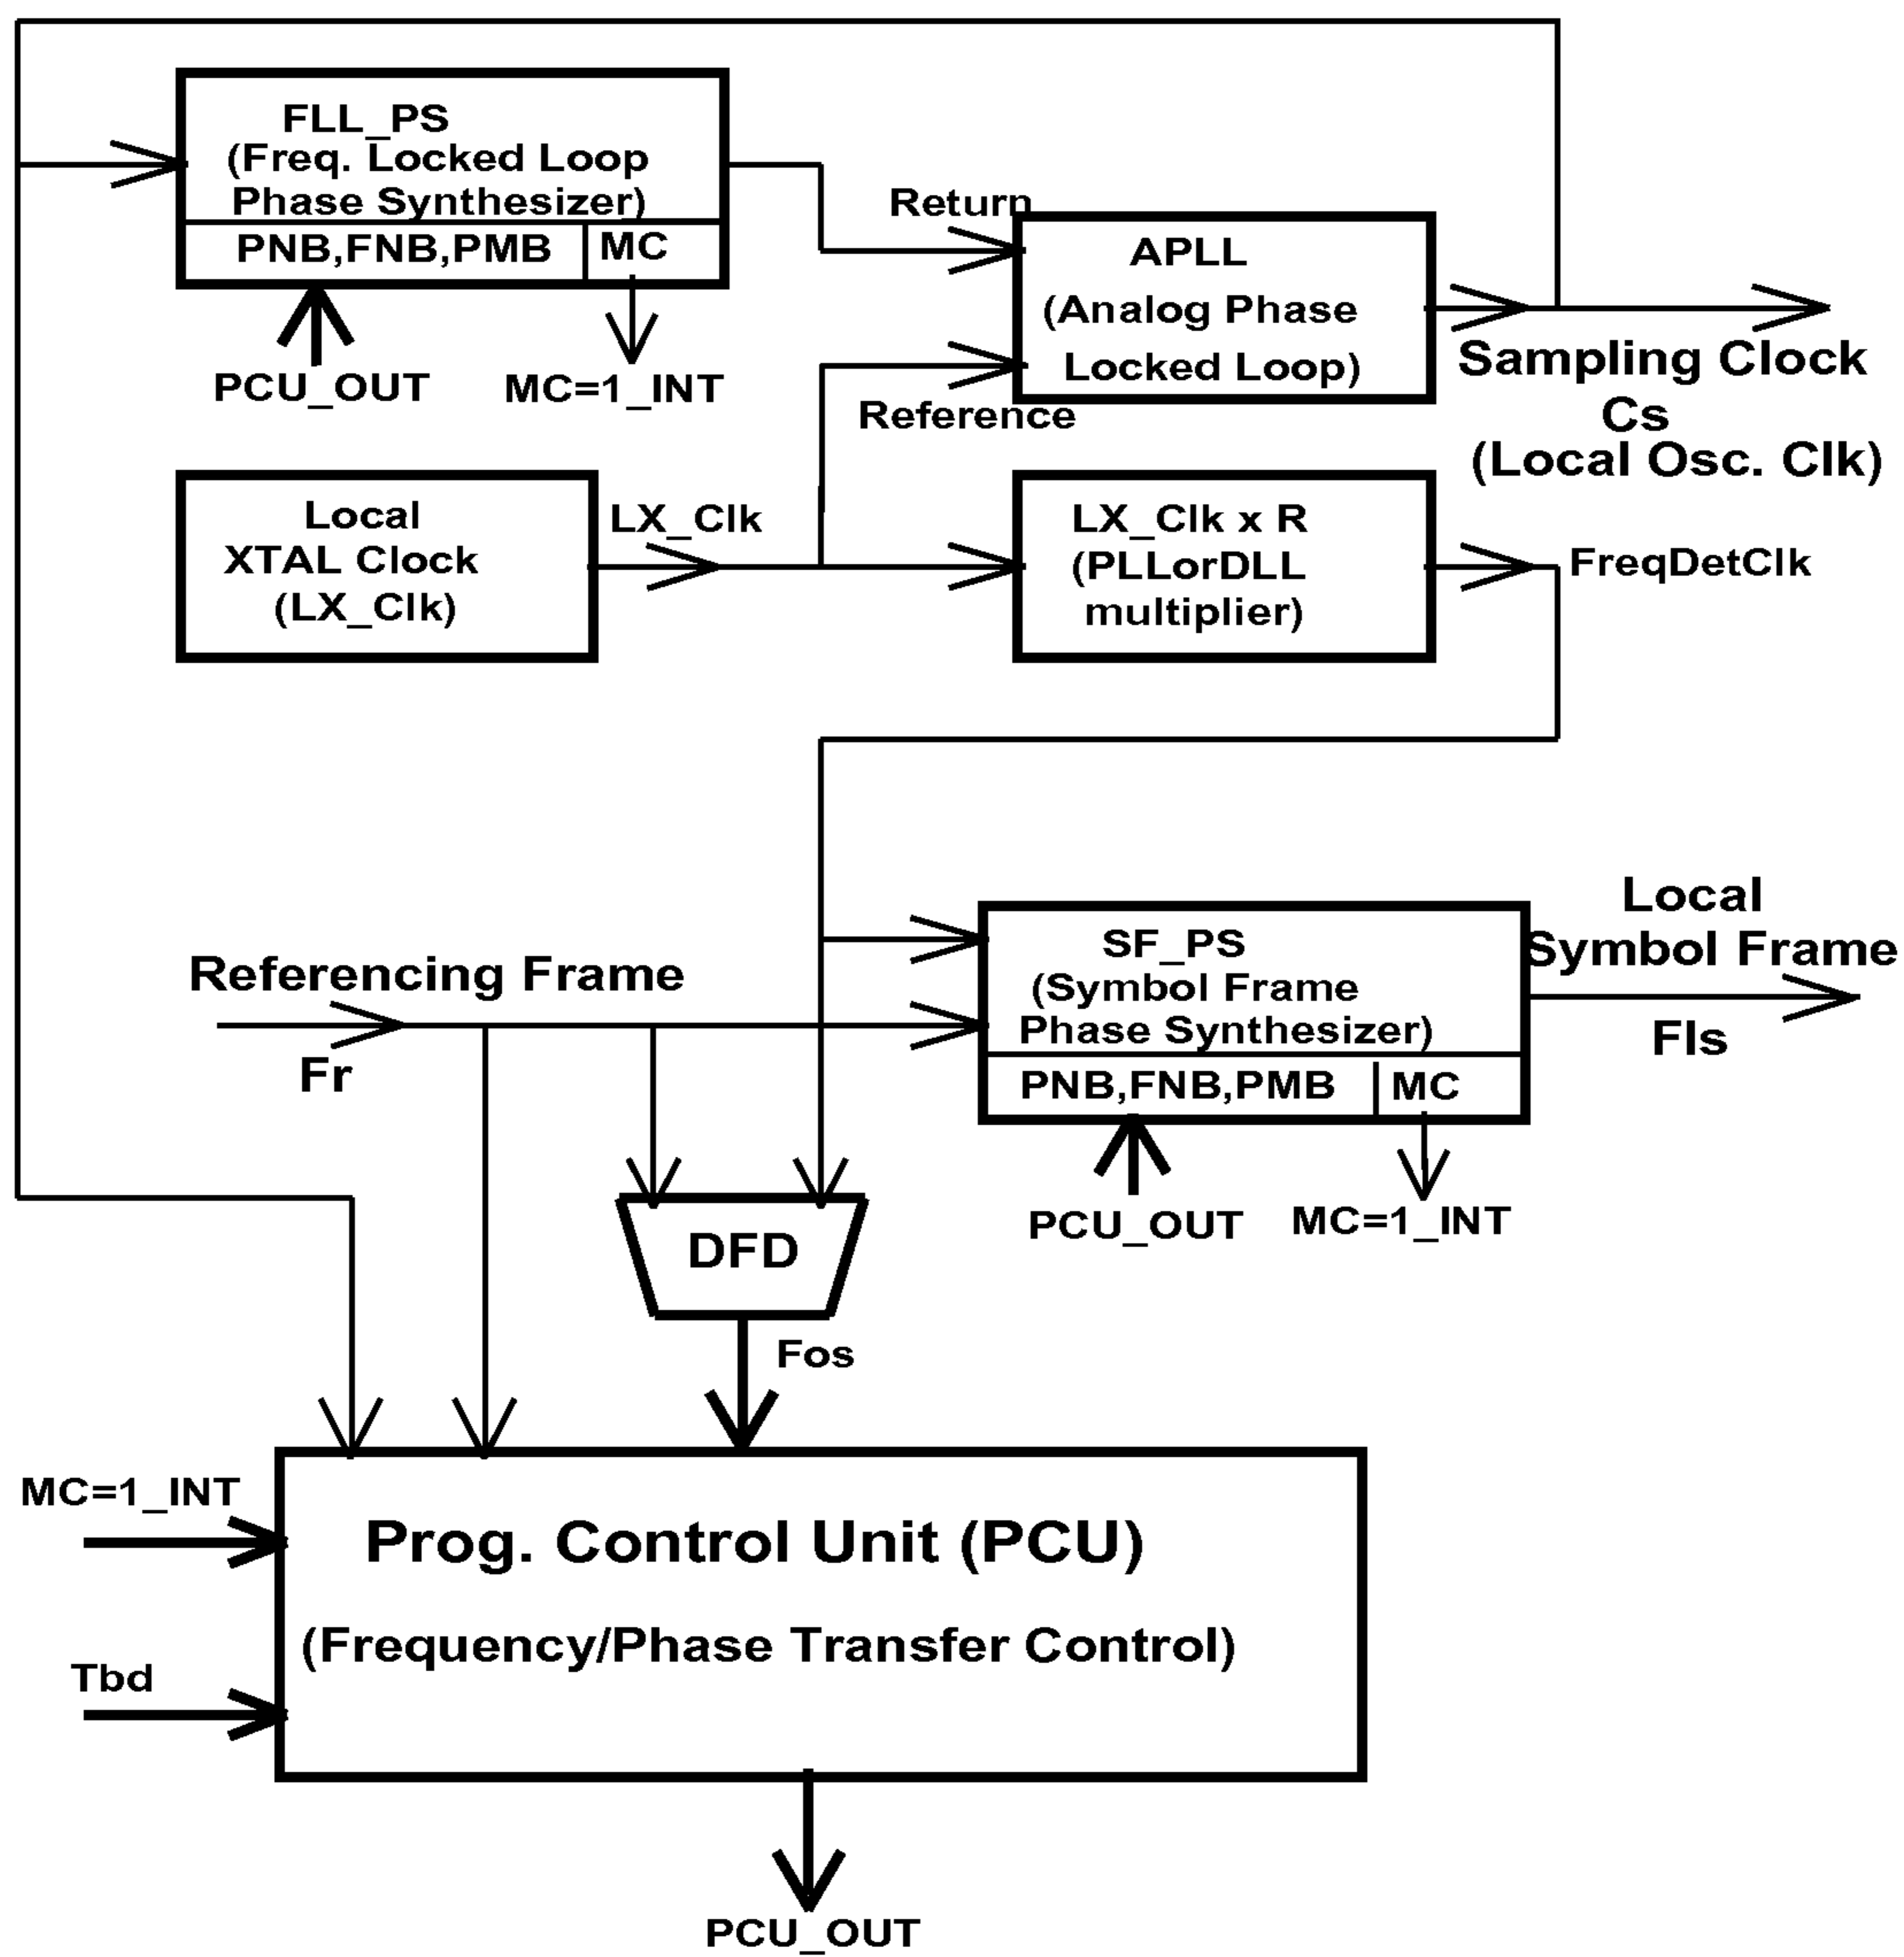 FLL_PS
(Freq. Locked Loop
Phase Synthesizer)
PNB,FNB,PMB
MC
PCU_OUT
MC=1_INT
Return
Reference
APLL
(Analog Phase
Locked Loop)
Sampling Clock
Cs
(Local Osc. Clk)
Local
XTAL Clock
(LX_Clk)
LX_Clk
LX_Clk x R
(PLLorDLL
multiplier)
FreqDetClk
Referencing Frame
Fr
SF_PS
(Symbol Frame
Phase Synthesizer)
PNB,FNB,PMB
MC
PCU_OUT
MC=1_INT
Local
Symbol Frame
Fls
DFD
Fos
MC=1_INT
Tbd
Prog. Control Unit (PCU)
(Frequency/Phase Transfer Control)
PCU_OUT